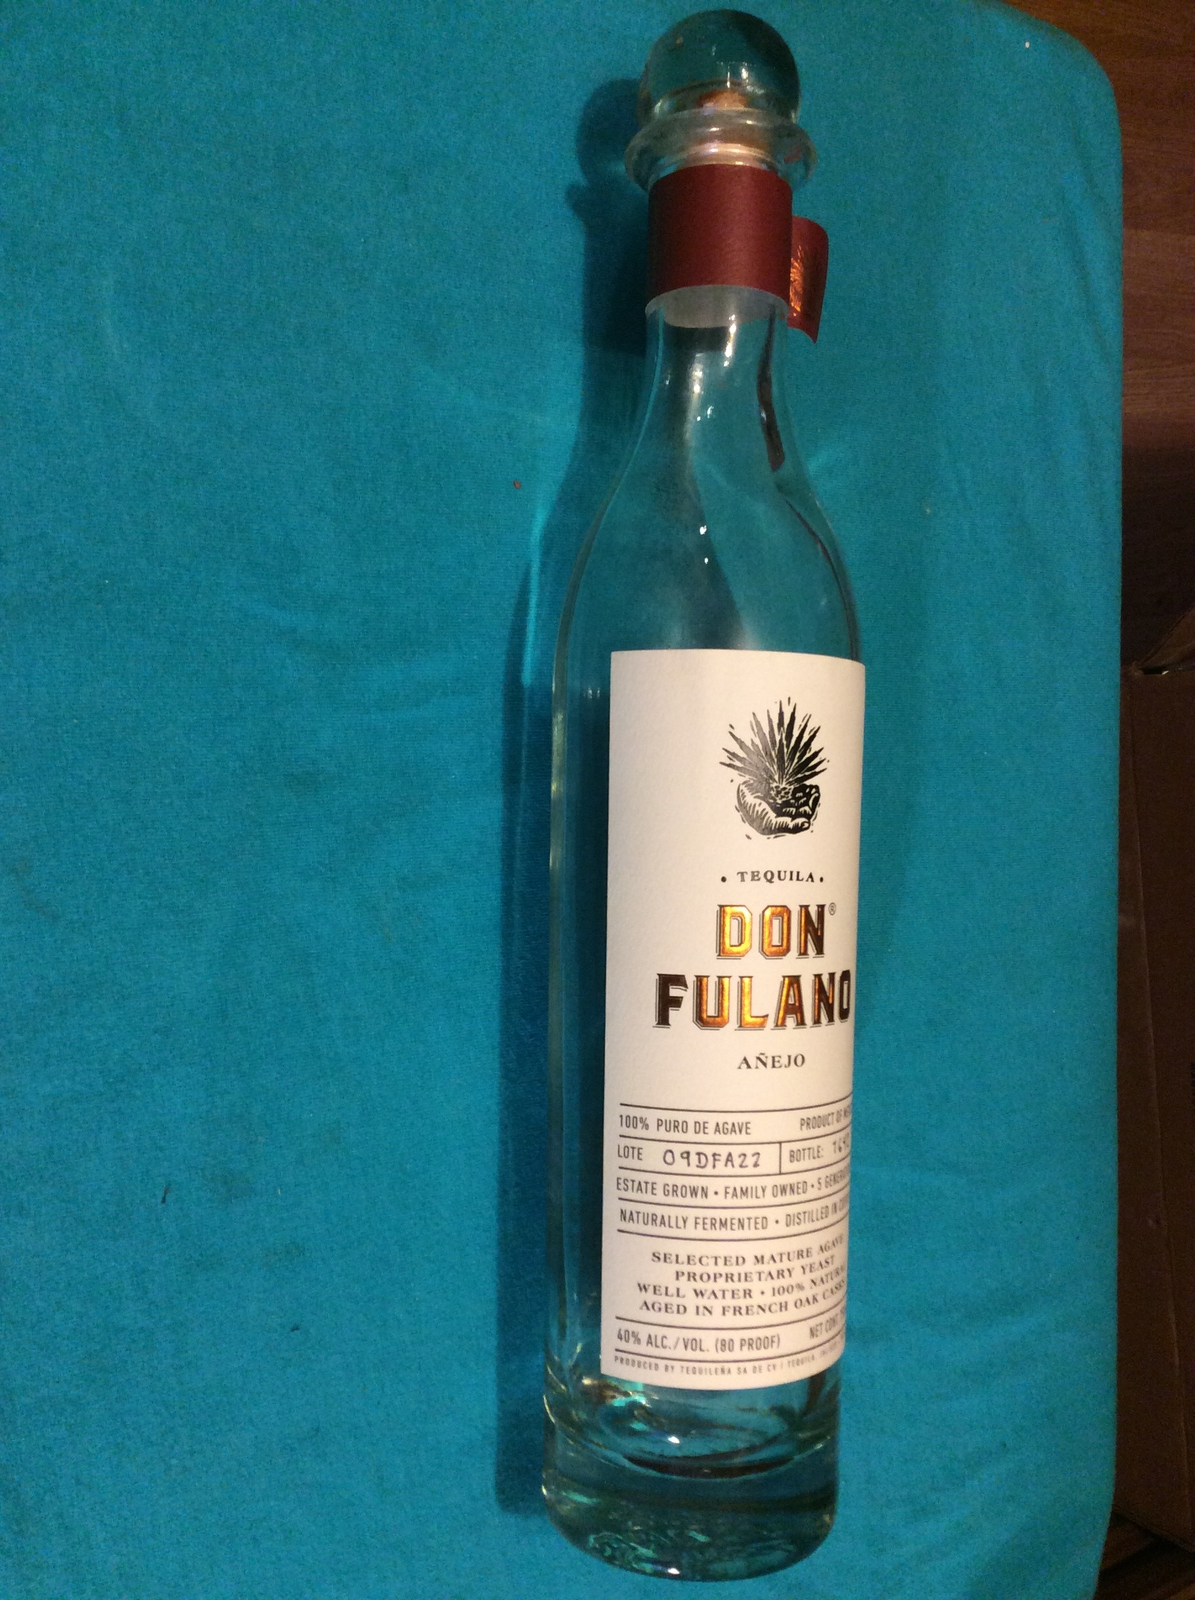 • TEQUILA •
DON®
FULANO
AÑEJO
100% PURO DE AGAVE PRODUCT OF
LOTE 09DFA22 BOTTLE:
ESTATE GROWN • FAMILY OWNED • 5
NATURALLY FERMENTED • DISTILLED IN
SELECTED MATURE AGAVE
PROPRIETARY YEAST
WELL WATER • 100% NATURAL
AGED IN FRENCH OAK CASKS
40% ALC./VOL. (80 PROOF) NET CONT
PRODUCED BY TEQUILEÑA SA DE CV / TEQUILA,